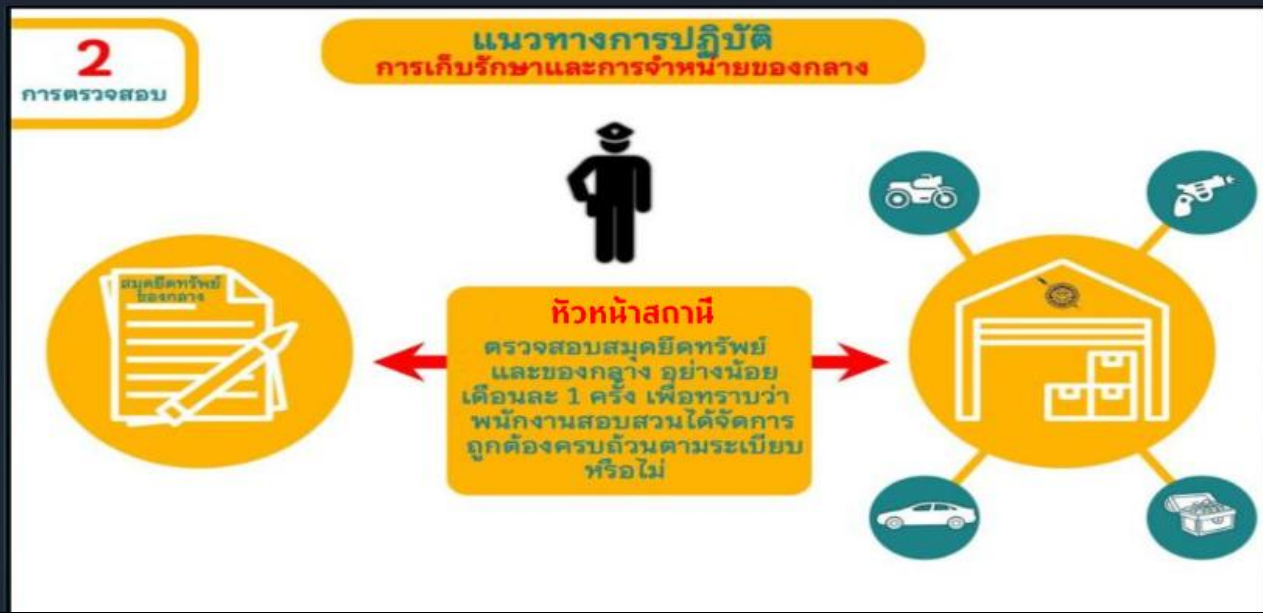 2
การตรวจสอบ
แนวทางการปฏิบัติ
การเก็บรักษาและการจำหน่ายของกลาง
สมุดยึดทรัพย์
ของกลาง
หัวหน้าสถานี
ตรวจสอบสมุดยึดทรัพย์
และของกลาง อย่างน้อย
เดือนละ 1 ครั้ง เพื่อทราบว่า
พนักงานสอบสวนได้จัดการ
ถูกต้องครบถ้วนตามระเบียบ
หรือไม่